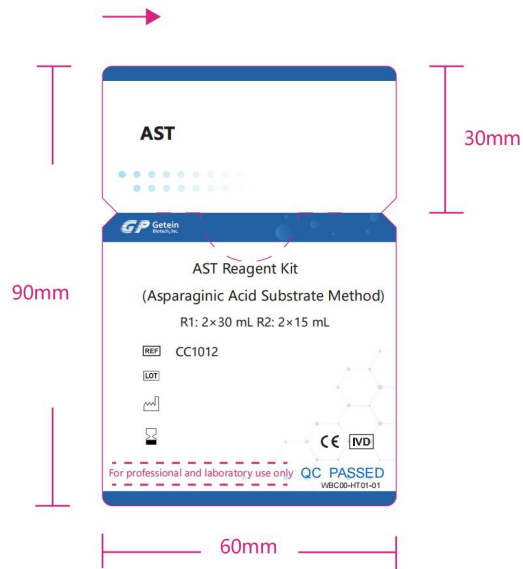 AST
30mm
GP Getein
Biotech, Inc.
AST Reagent Kit
(Asparaginic Acid Substrate Method)
90mm
R1: 2×30 mL R2: 2×15 mL
REF CC1012
LOT
CE IVD
For professional and laboratory use only QC PASSED
WBC00-HT01-01
60mm